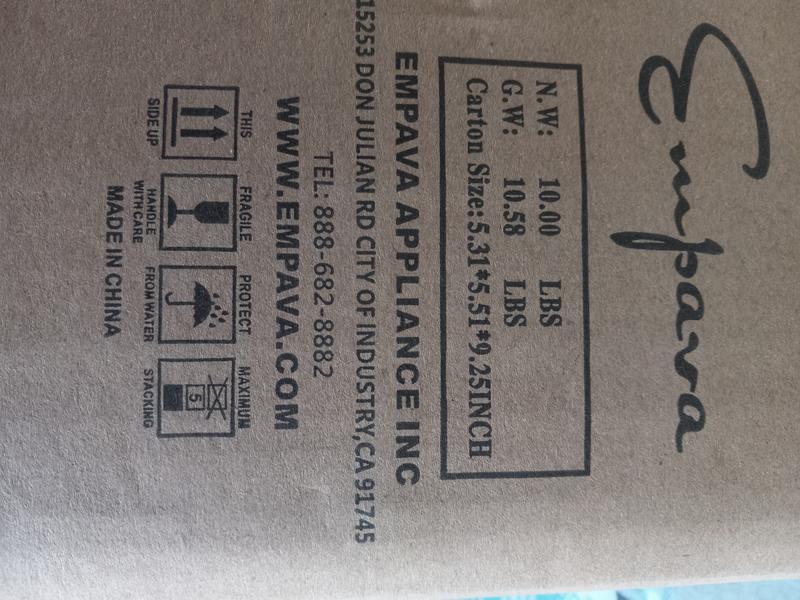 Empava
N.W: 10.00 LBS
G.W: 10.58 LBS
Carton Size: 5.31*5.51*9.25INCH
EMPAVA APPLIANCE INC
15253 DON JULIAN RD CITY OF INDUSTRY,CA 91745
TEL: 888-682-8882
WWW.EMPAVA.COM
THIS SIDE UP
FRAGILE HANDLE WITH CARE
PROTECT FROM WATER
MAXIMUM 5 STACKING
MADE IN CHINA